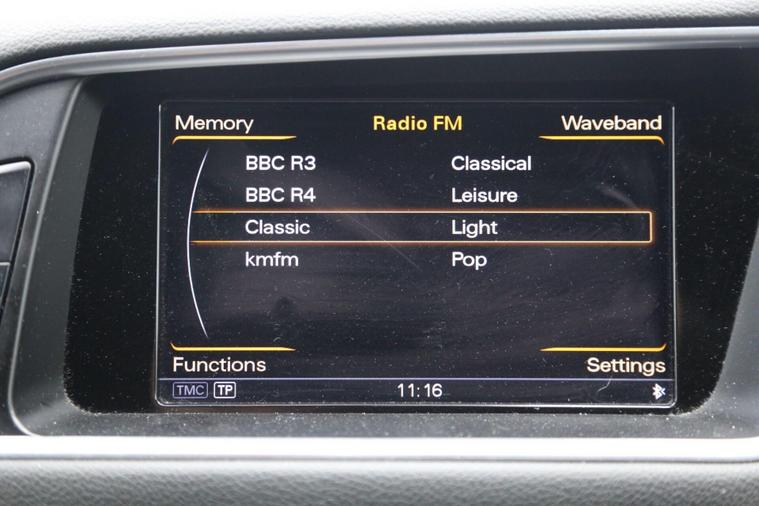 Memory Radio FM Waveband
BBC R3 Classical
BBC R4 Leisure
Classic Light
kmfm Pop
Functions Settings
TMC TP 11:16